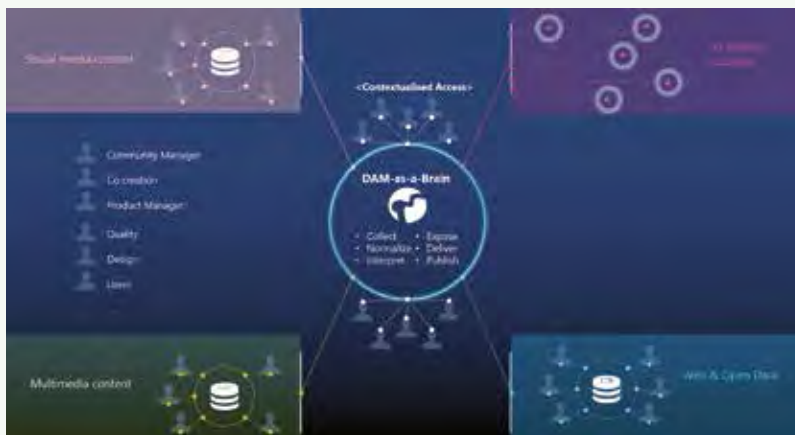 Social media content
<Contextualised Access>
Community Manager
Co-creation
Product Manager
Quality
Design
Users
DAM-as-a-Brain
• Collect • Expose
• Normalize • Deliver
• Interpret • Publish
Multimedia content
Web & Open Data